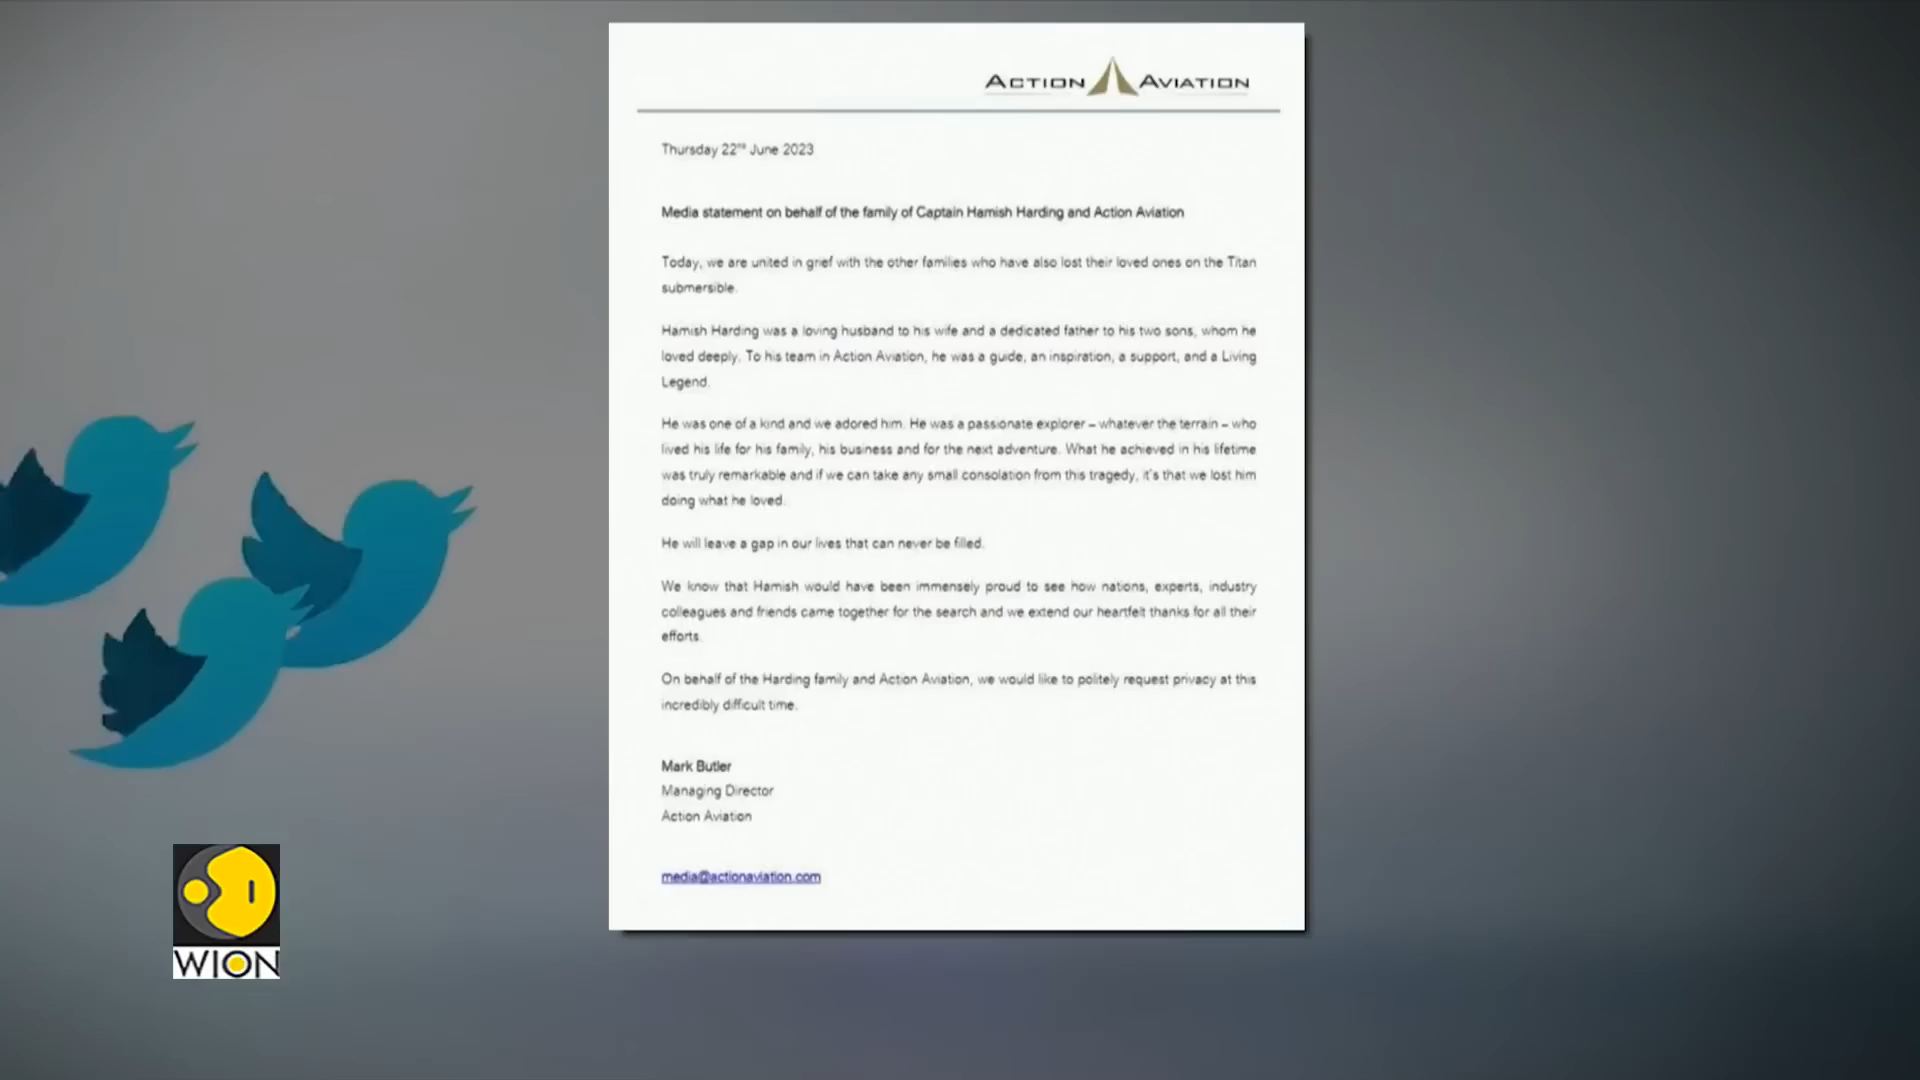 ACTION AVIATION
Thursday 22nd June 2023
Media statement on behalf of the family of Captain Hamish Harding and Action Aviation
Today, we are united in grief with the other families who have also lost their loved ones on the Titan
submersible.
Hamish Harding was a loving husband to his wife and a dedicated father to his two sons, whom he
loved deeply. To his team in Action Aviation, he was a guide, an inspiration, a support, and a Living
Legend.
He was one of a kind and we adored him. He was a passionate explorer – whatever the terrain – who
lived his life for his family, his business and for the next adventure. What he achieved in his lifetime
was truly remarkable and if we can take any small consolation from this tragedy, it's that we lost him
doing what he loved.
He will leave a gap in our lives that can never be filled.
We know that Hamish would have been immensely proud to see how nations, experts, industry
colleagues and friends came together for the search and we extend our heartfelt thanks for all their
efforts.
On behalf of the Harding family and Action Aviation, we would like to politely request privacy at this
incredibly difficult time.
Mark Butler
Managing Director
Action Aviation
media@actionaviation.com
WION